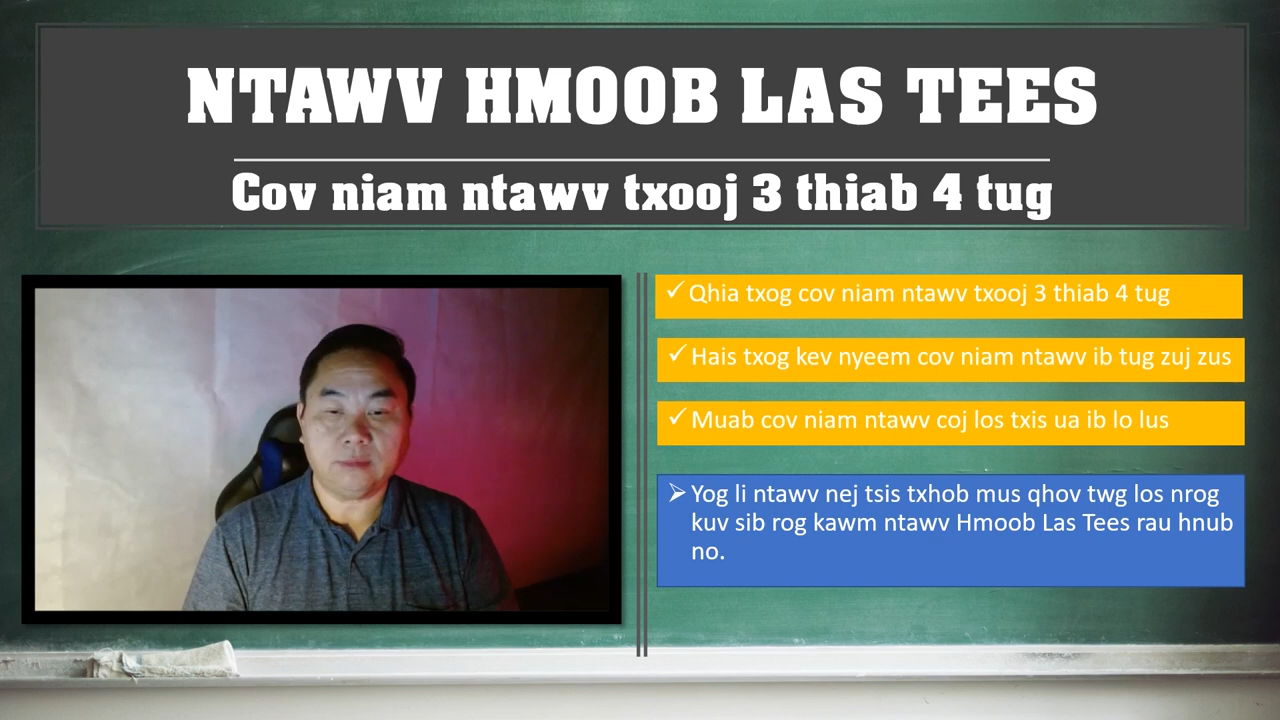 NTAWV HMOOB LAS TEES
Cov niam ntawv txooj 3 thiab 4 tug
Qhia txog cov niam ntawv txooj 3 thiab 4 tug
Hais txog kev nyeem cov niam ntawv ib tug zuj zus
Muab cov niam ntawv coj los txis ua ib lo lus
Yog li ntawv nej tsis txhob mus qhov twg los nrog
kuv sib rog kawm ntawv Hmoob Las Tees rau hnub
no.